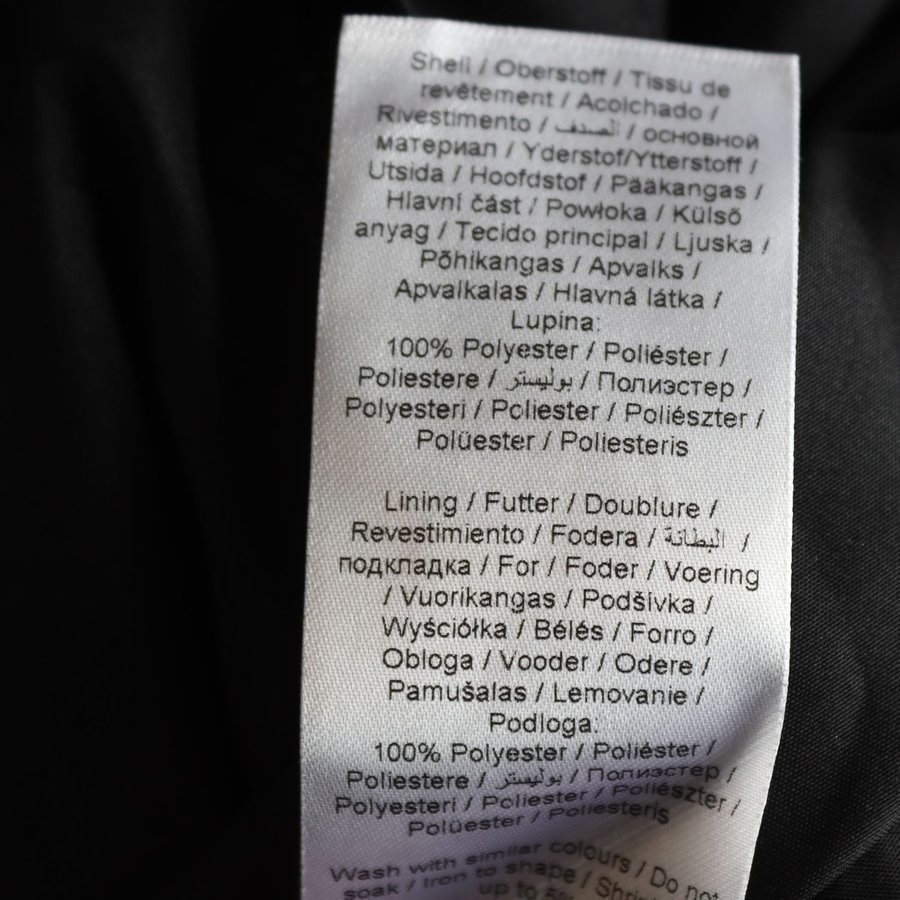 Shell / Oberstoff / Tissu de
revêtement / Acolchado /
Rivestimento / الصدف / основной
материал / Yderstof/Ytterstoff /
Utsida / Hoofdstof / Pääkangas /
Hlavní část / Powłoka / Külső
anyag / Tecido principal / Ljuska /
Põhikangas / Apvalks /
Apvalkalas / Hlavná látka /
Lupina:
100% Polyester / Poliéster /
Poliestere / بوليستر / Полиэстер /
Polyesteri / Poliester / Poliészter /
Polüester / Poliesteris
Lining / Futter / Doublure /
Revestimiento / Fodera / البطانة /
подкладка / For / Foder / Voering
/ Vuorikangas / Podšívka /
Wyściółka / Bélés / Forro /
Obloga / Vooder / Odere /
Pamušalas / Lemovanie /
Podloga:
100% Polyester / Poliéster /
Poliestere / بوليستر / Полиэстер /
Polyesteri / Poliester / Poliészter /
Polüester / Poliesteris
Wash with similar colours / Do not
soak / Iron to shape /
up to